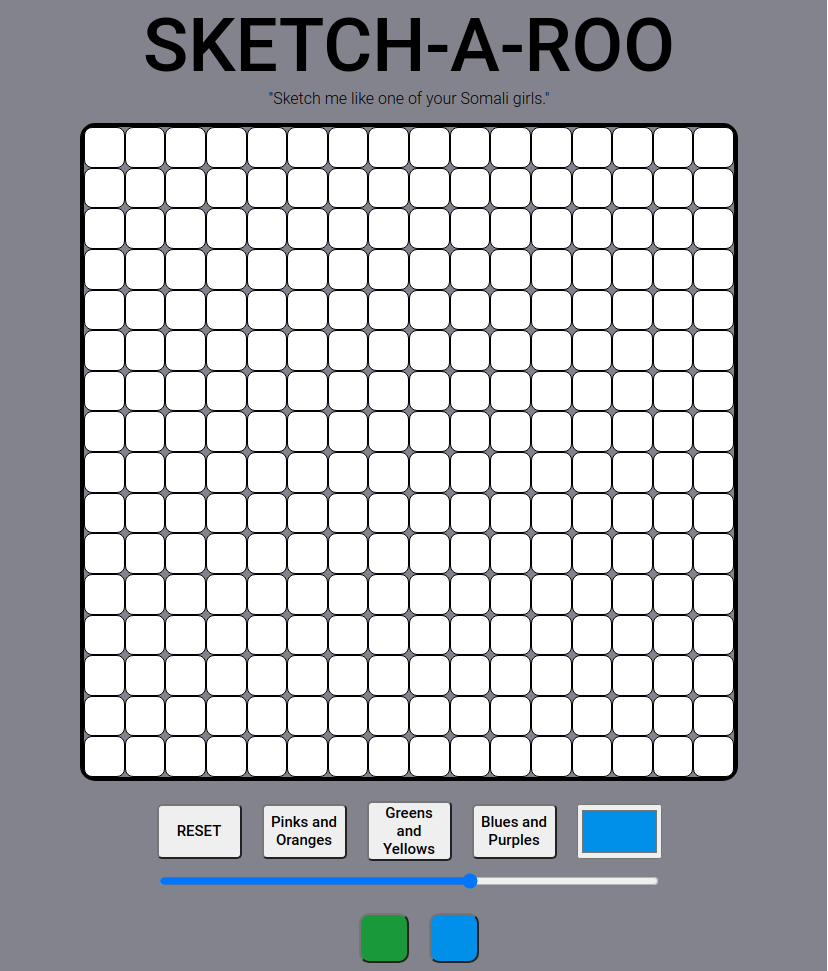 SKETCH-A-ROO
"Sketch me like one of your Somali girls."
RESET
Pinks and
Oranges
Greens
and
Yellows
Blues and
Purples